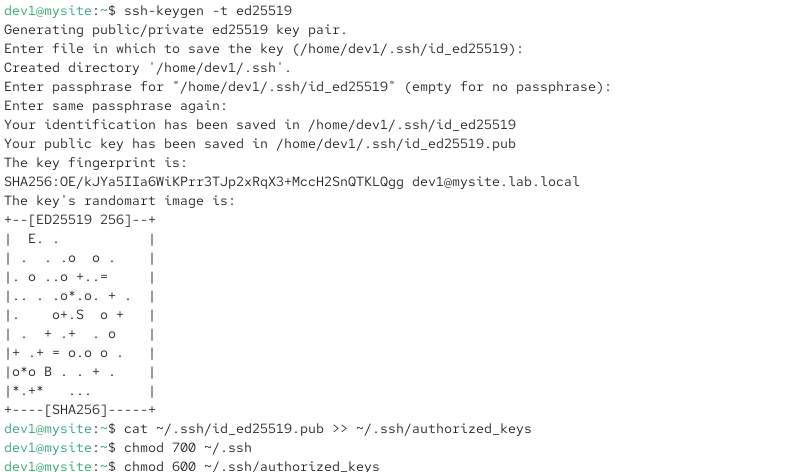 dev1@mysite:~$ ssh-keygen -t ed25519
Generating public/private ed25519 key pair.
Enter file in which to save the key (/home/dev1/.ssh/id_ed25519):
Created directory '/home/dev1/.ssh'.
Enter passphrase for "/home/dev1/.ssh/id_ed25519" (empty for no passphrase):
Enter same passphrase again:
Your identification has been saved in /home/dev1/.ssh/id_ed25519
Your public key has been saved in /home/dev1/.ssh/id_ed25519.pub
The key fingerprint is:
SHA256:OE/kJYa5IIa6WiKPrr3TJp2xRqX3+MccH2SnQTKLQgg dev1@mysite.lab.local
The key's randomart image is:
+--[ED25519 256]--+
|  E. .           |
| .  . .o  o .    |
|. o ..o +..=     |
|.. . .o*.o. + .  |
|.    o+.S  o +   |
| .  + .+  . o    |
|+ .+ = o.o o .   |
|o*o B . . + .    |
|*.+*   ...       |
+----[SHA256]-----+
dev1@mysite:~$ cat ~/.ssh/id_ed25519.pub >> ~/.ssh/authorized_keys
dev1@mysite:~$ chmod 700 ~/.ssh
dev1@mysite:~$ chmod 600 ~/.ssh/authorized_keys